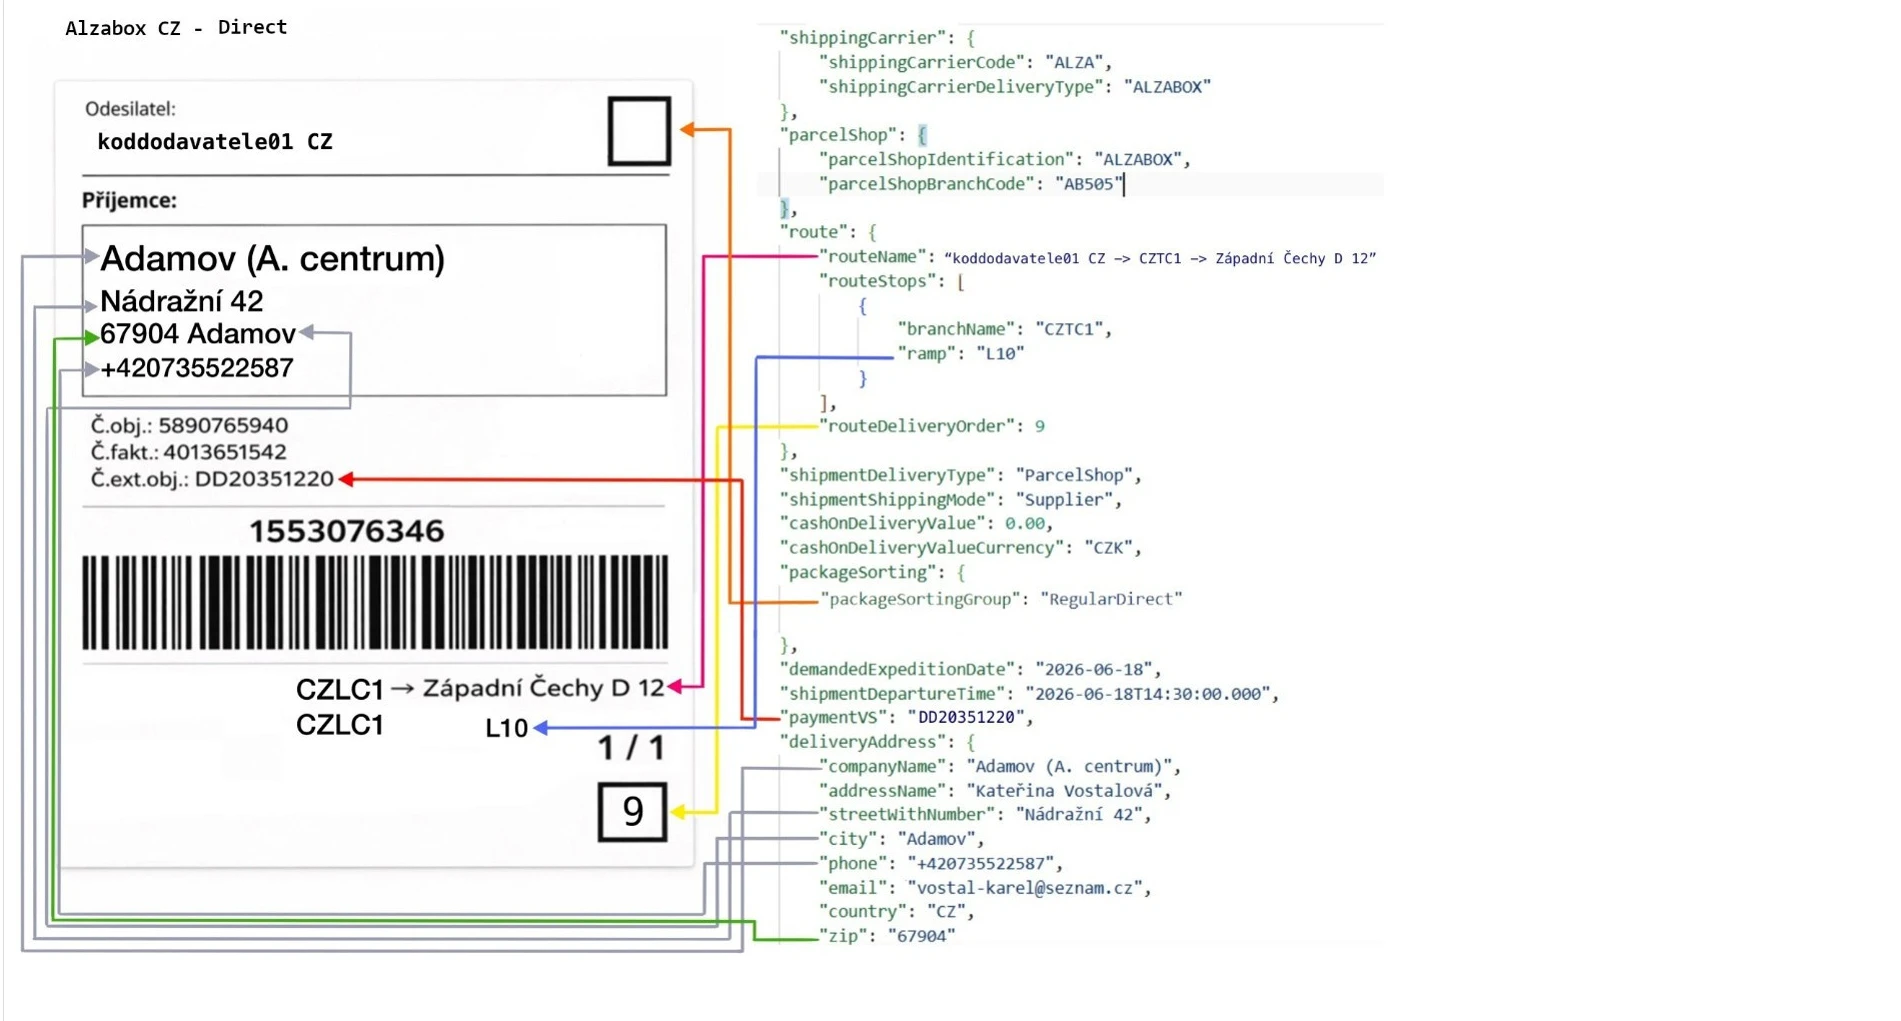 Alzabox CZ - Direct
Odesilatel:
koddodavatele01 CZ
Příjemce:
Adamov (A. centrum)
Nádražní 42
67904 Adamov
+420735522587
Č.obj.: 5890765940
Č.fakt.: 4013651542
Č.ext.obj.: DD20351220
1553076346
CZLC1 → Západní Čechy D 12
CZLC1 L10
1 / 1
9
"shippingCarrier": {
"shippingCarrierCode": "ALZA",
"shippingCarrierDeliveryType": "ALZABOX"
},
"parcelShop": {
"parcelShopIdentification": "ALZABOX",
"parcelShopBranchCode": "AB505"
},
"route": {
"routeName": “koddodavatele01 CZ –> CZTC1 –> Západní Čechy D 12”
"routeStops": [
{
"branchName": "CZTC1",
"ramp": "L10"
}
],
"routeDeliveryOrder": 9
},
"shipmentDeliveryType": "ParcelShop",
"shipmentShippingMode": "Supplier",
"cashOnDeliveryValue": 0.00,
"cashOnDeliveryValueCurrency": "CZK",
"packageSorting": {
"packageSortingGroup": "RegularDirect"
},
"demandedExpeditionDate": "2026-06-18",
"shipmentDepartureTime": "2026-06-18T14:30:00.000",
"paymentVS": "DD20351220",
"deliveryAddress": {
"companyName": "Adamov (A. centrum)",
"addressName": "Kateřina Vostalová",
"streetWithNumber": "Nádražní 42",
"city": "Adamov",
"phone": "+420735522587",
"email": "vostal-karel@seznam.cz",
"country": "CZ",
"zip": "67904"